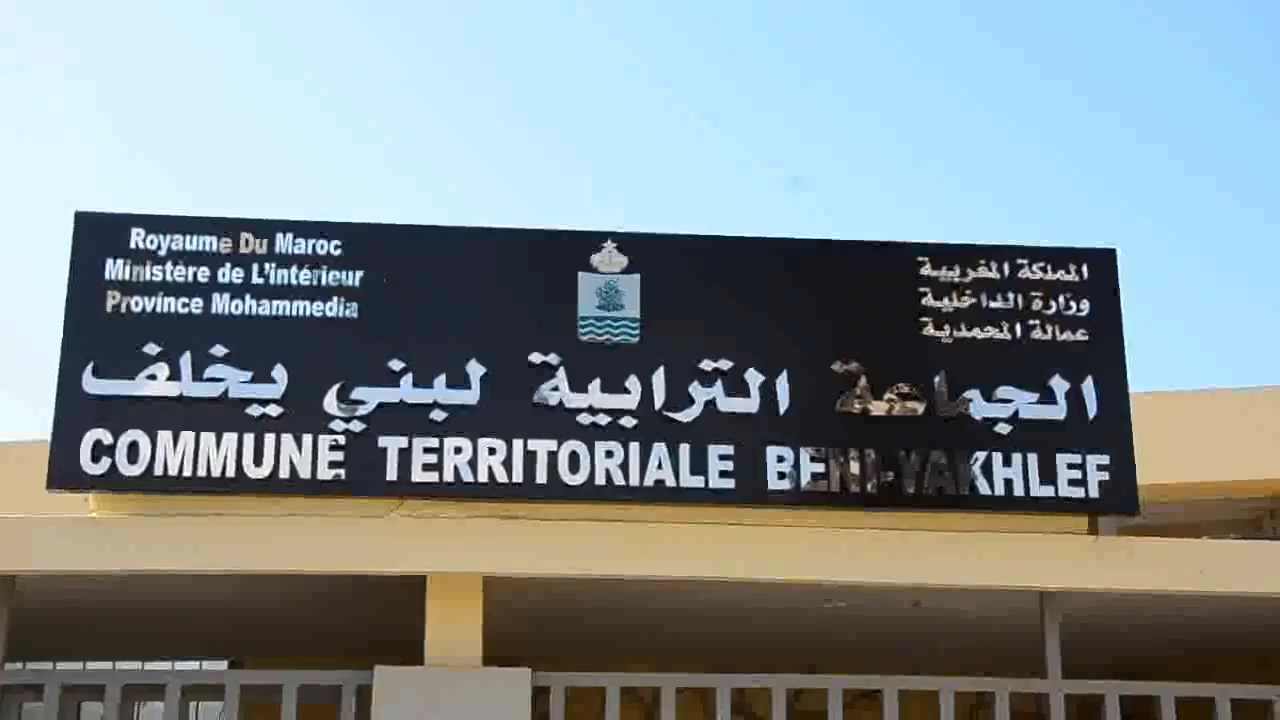 Royaume Du Maroc
Ministère de L'intérieur
Province Mohammedia
المملكة المغربية
وزارة الداخلية
عمالة المحمدية
الجماعة الترابية لبني يخلف
COMMUNE TERRITORIALE BENI-YAKHLEF